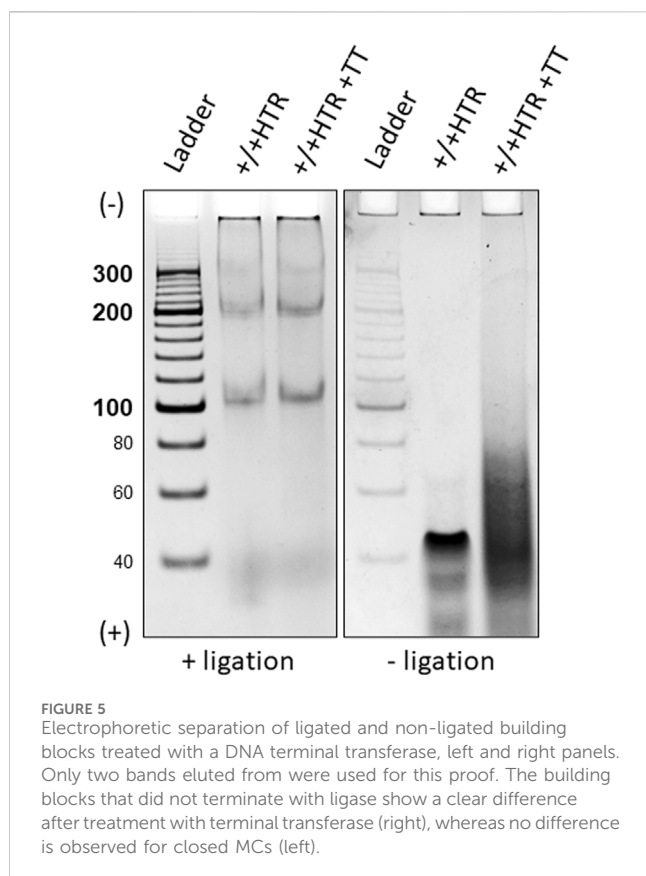 Ladder
+/+HTR
+/+HTR +TT
Ladder
+/+HTR
+/+HTR +TT
(-)
300
200
100
80
60
40
(+)
+ ligation
- ligation
FIGURE 5
Electrophoretic separation of ligated and non-ligated building
blocks treated with a DNA terminal transferase, left and right panels.
Only two bands eluted from were used for this proof. The building
blocks that did not terminate with ligase show a clear difference
after treatment with terminal transferase (right), whereas no difference
is observed for closed MCs (left).